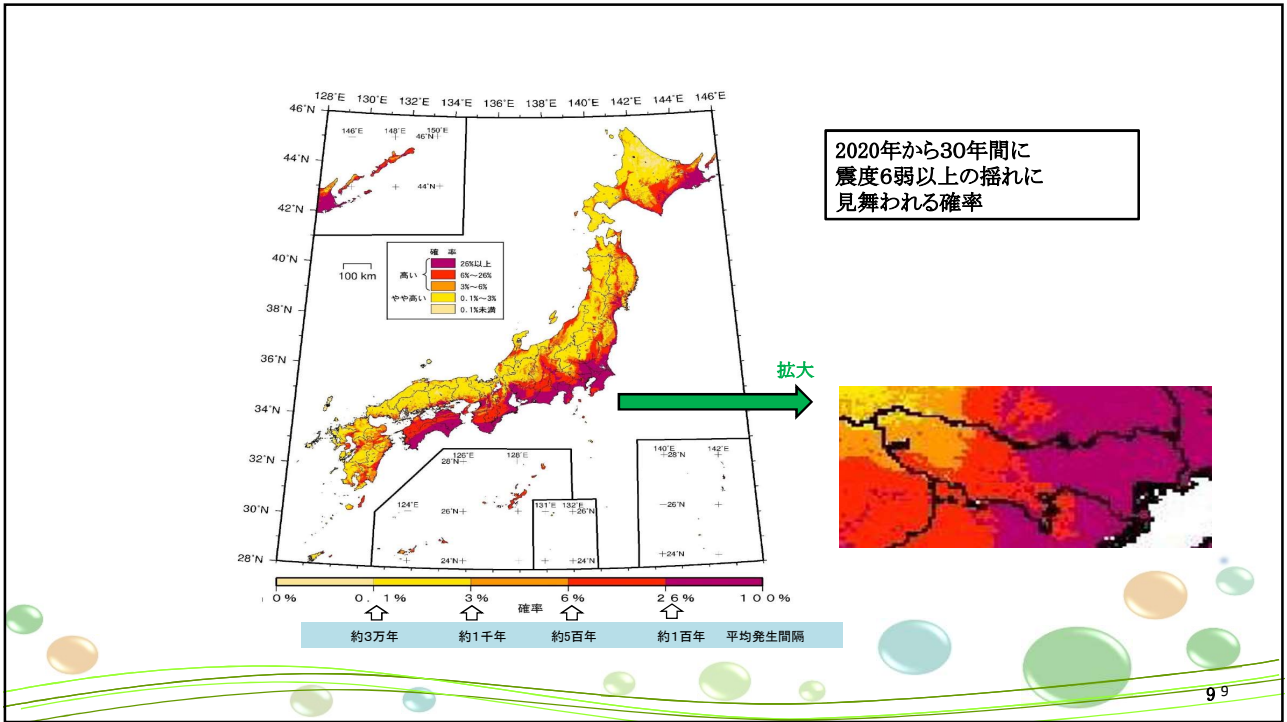 2020年から30年間に
震度6弱以上の揺れに
見舞われる確率
128°E 130°E 132°E 134°E 136°E 138°E 140°E 142°E 144°E 146°E
46°N
44°N
42°N
40°N
38°N
36°N
34°N
32°N
30°N
28°N
146°E 148°E 150°E
46°N
44°N
100 km
確 率
高い
26%以上
6%～26%
3%～6%
やや高い 0.1%～3%
0.1%未満
拡大
126°E 128°E
28°N
124°E
26°N
24°N
131°E 132°E
26°N
24°N
140°E 142°E
28°N
26°N
24°N
0% 0.1% 3% 6% 26% 100%
確率
約3万年 約1千年 約5百年 約1百年 平均発生間隔
9 9